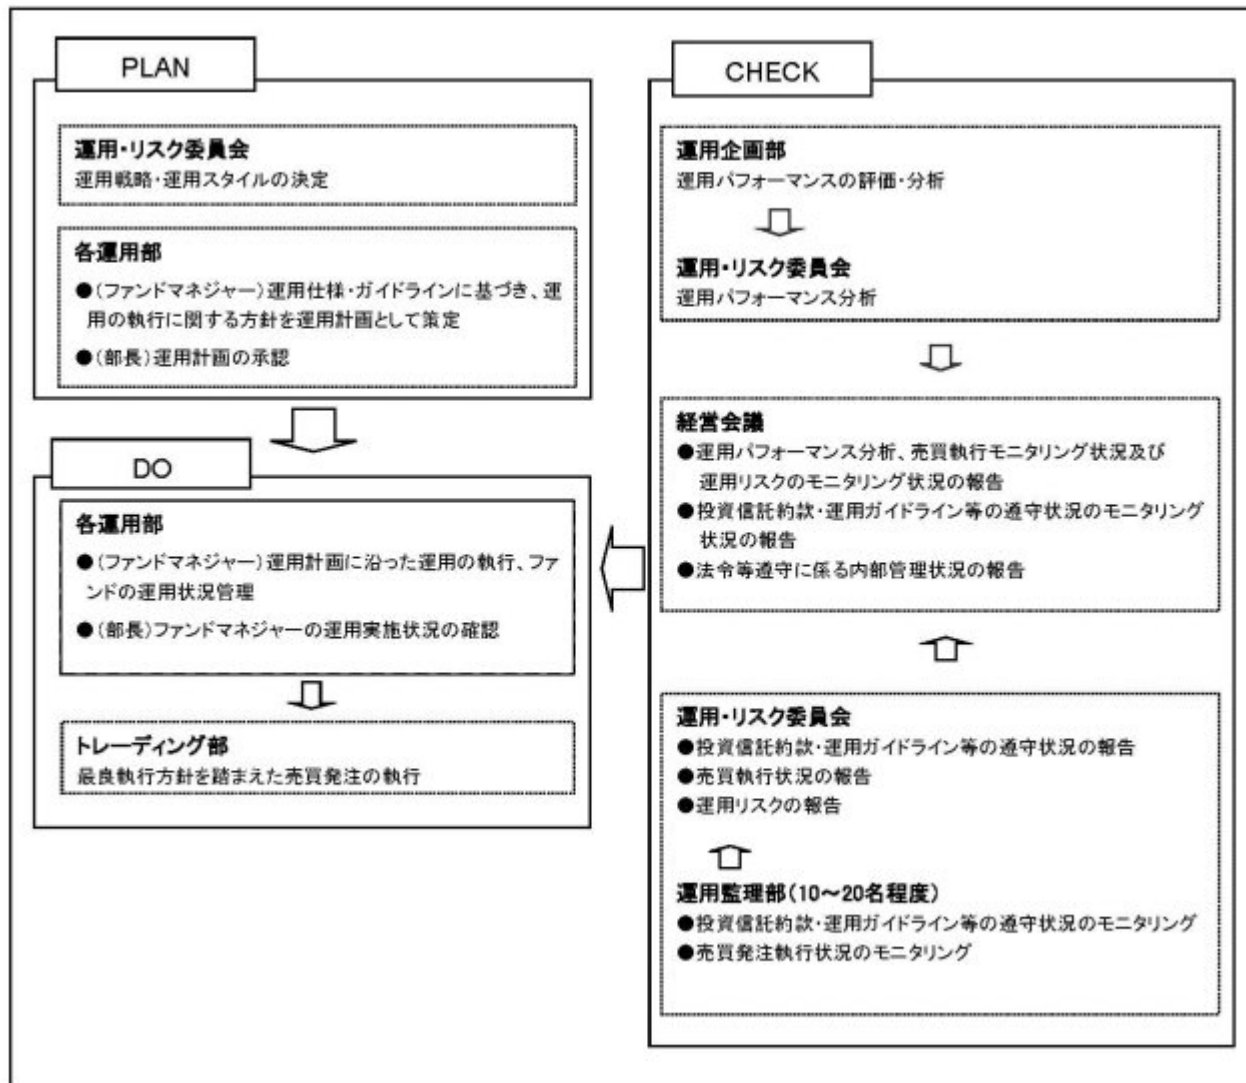 PLAN
運用・リスク委員会
運用戦略・運用スタイルの決定
各運用部
●(ファンドマネジャー)運用仕様・ガイドラインに基づき、運
用の執行に関する方針を運用計画として策定
●(部長)運用計画の承認
DO
各運用部
●(ファンドマネジャー)運用計画に沿った運用の執行、ファ
ンドの運用状況管理
●(部長)ファンドマネジャーの運用実施状況の確認
トレーディング部
最良執行方針を踏まえた売買発注の執行
CHECK
運用企画部
運用パフォーマンスの評価・分析
運用・リスク委員会
運用パフォーマンス分析
経営会議
●運用パフォーマンス分析、売買執行モニタリング状況及び
運用リスクのモニタリング状況の報告
●投資信託約款・運用ガイドライン等の遵守状況のモニタリング
状況の報告
●法令等遵守に係る内部管理状況の報告
運用・リスク委員会
●投資信託約款・運用ガイドライン等の遵守状況の報告
●売買執行状況の報告
●運用リスクの報告
運用監理部(10～20名程度)
●投資信託約款・運用ガイドライン等の遵守状況のモニタリング
●売買発注執行状況のモニタリング